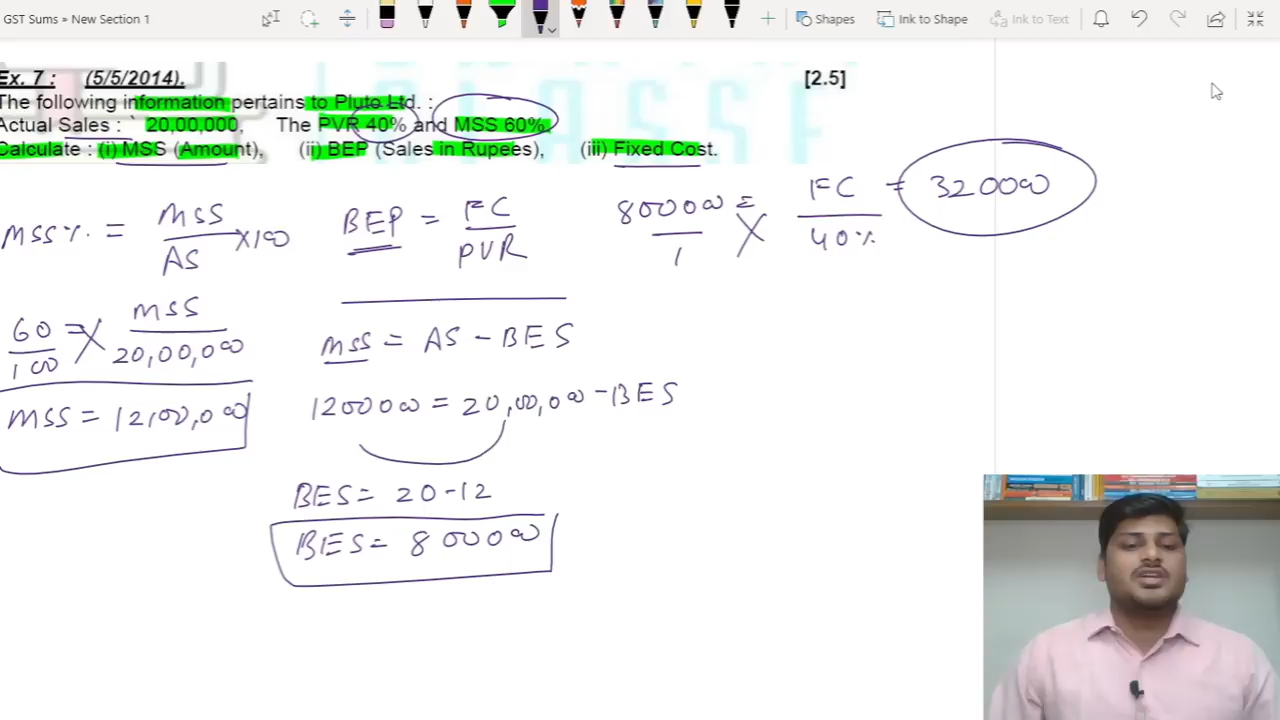 GST Sums » New Section 1
Shapes
Ink to Shape
Ink to Text
Ex. 7 : (5/5/2014). [2.5]
The following information pertains to Pluto Ltd. :
Actual Sales : ` 20,00,000, The PVR 40% and MSS 60%,
Calculate : (i) MSS (Amount), (ii) BEP (Sales in Rupees), (iii) Fixed Cost.
MSS% = MSS/AS × 100
60/100 = MSS/20,00,000
MSS = 12,00,000
BEP = FC/PVR
MSS = AS - BES
1200000 = 20,00,000 - BES
BES = 20-12
BES = 800000
800000/1 = FC/40% = 320000